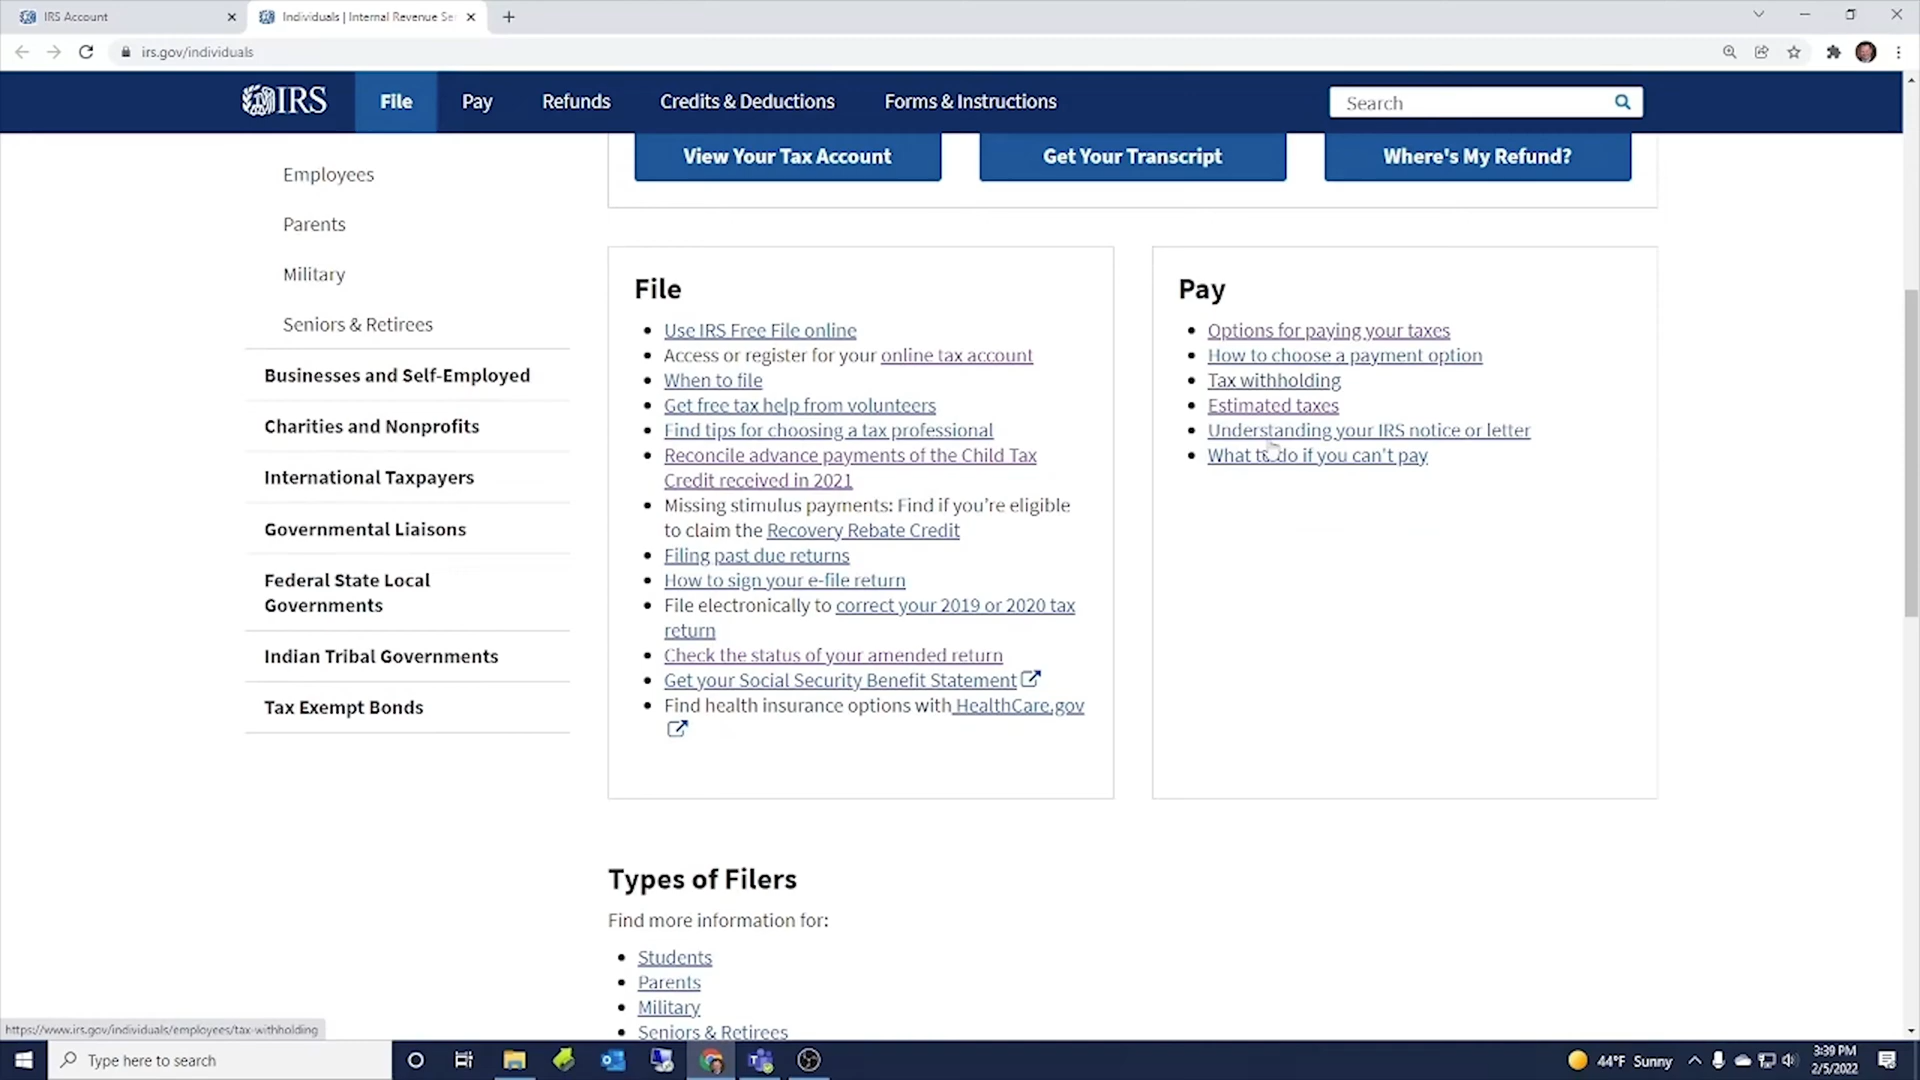 IRS Account
Individuals | Internal Revenue Se
irs.gov/individuals
IRS
File
Pay
Refunds
Credits & Deductions
Forms & Instructions
Search
View Your Tax Account
Get Your Transcript
Where's My Refund?
Employees
Parents
Military
Seniors & Retirees
Businesses and Self-Employed
Charities and Nonprofits
International Taxpayers
Governmental Liaisons
Federal State Local
Governments
Indian Tribal Governments
Tax Exempt Bonds
File
Use IRS Free File online
Access or register for your online tax account
When to file
Get free tax help from volunteers
Find tips for choosing a tax professional
Reconcile advance payments of the Child Tax
Credit received in 2021
Missing stimulus payments: Find if you’re eligible
to claim the Recovery Rebate Credit
Filing past due returns
How to sign your e-file return
File electronically to correct your 2019 or 2020 tax
return
Check the status of your amended return
Get your Social Security Benefit Statement
Find health insurance options with HealthCare.gov
Pay
Options for paying your taxes
How to choose a payment option
Tax withholding
Estimated taxes
Understanding your IRS notice or letter
What to do if you can’t pay
Types of Filers
Find more information for:
Students
Parents
Military
Seniors & Retirees
https://www.irs.gov/individuals/employees/tax-withholding
Type here to search
44°F Sunny
3:39 PM
2/5/2022